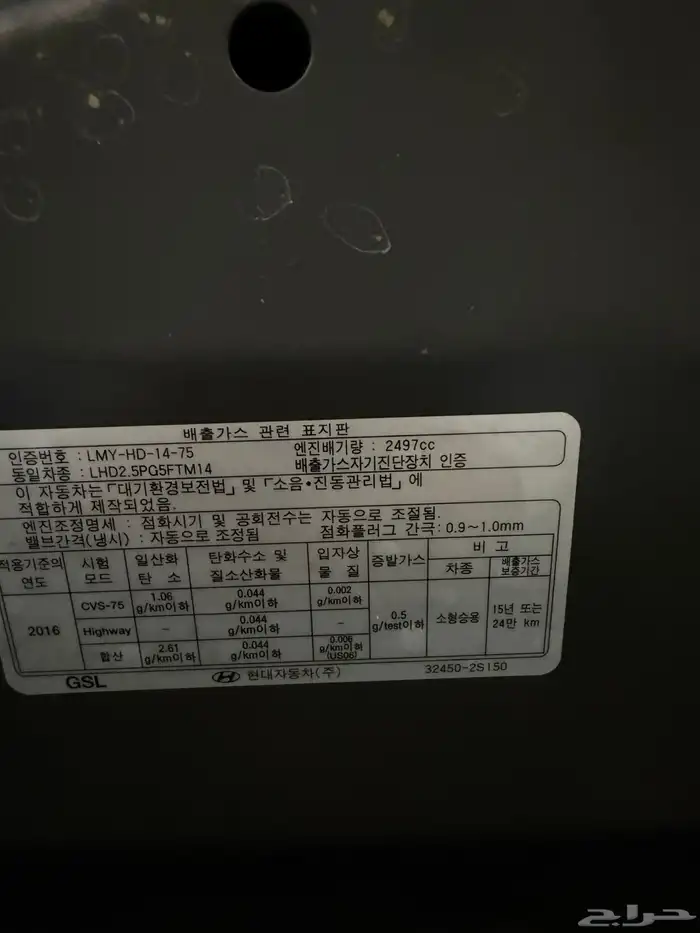 배출가스 관련 표지판
인증번호 : LMY-HD-14-75 엔진배기량 : 2497cc
동일차종 : LHD2.5PG5FTM14 배출가스자기진단장치 인증
이 자동차는「대기환경보전법」및「소음·진동관리법」에
적합하게 제작되었음.
엔진조정명세 : 점화시기 및 공회전수는 자동으로 조절됨.
밸브간격(냉시) : 자동으로 조정됨 점화플러그 간극: 0.9~1.0mm
적용기준의 연도 시험 모드 일산화 탄소 탄화수소 및 질소산화물 입자상 물질 증발가스 비 고
차종 배출가스 보증기간
2016 CVS-75 1.06 g/km이하 0.044 g/km이하 0.002 g/km이하 0.5 g/test이하 소형승용 15년 또는 24만 km
Highway - 0.044 g/km이하 -
합산 2.61 g/km이하 0.044 g/km이하 0.006 g/km이하 (US06)
GSL 현대자동차(주) 32450-2S150
حراج